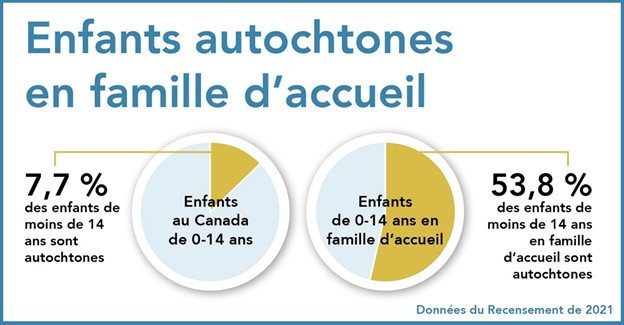 Enfants autochtones
en famille d'accueil
7,7 %
des enfants de
moins de 14
ans sont
autochtones
Enfants
au Canada
de 0-14 ans
Enfants
de 0-14 ans en
famille d'accueil
53,8 %
des enfants de
moins de 14 ans
en famille
d'accueil sont
autochtones
Données du Recensement de 2021